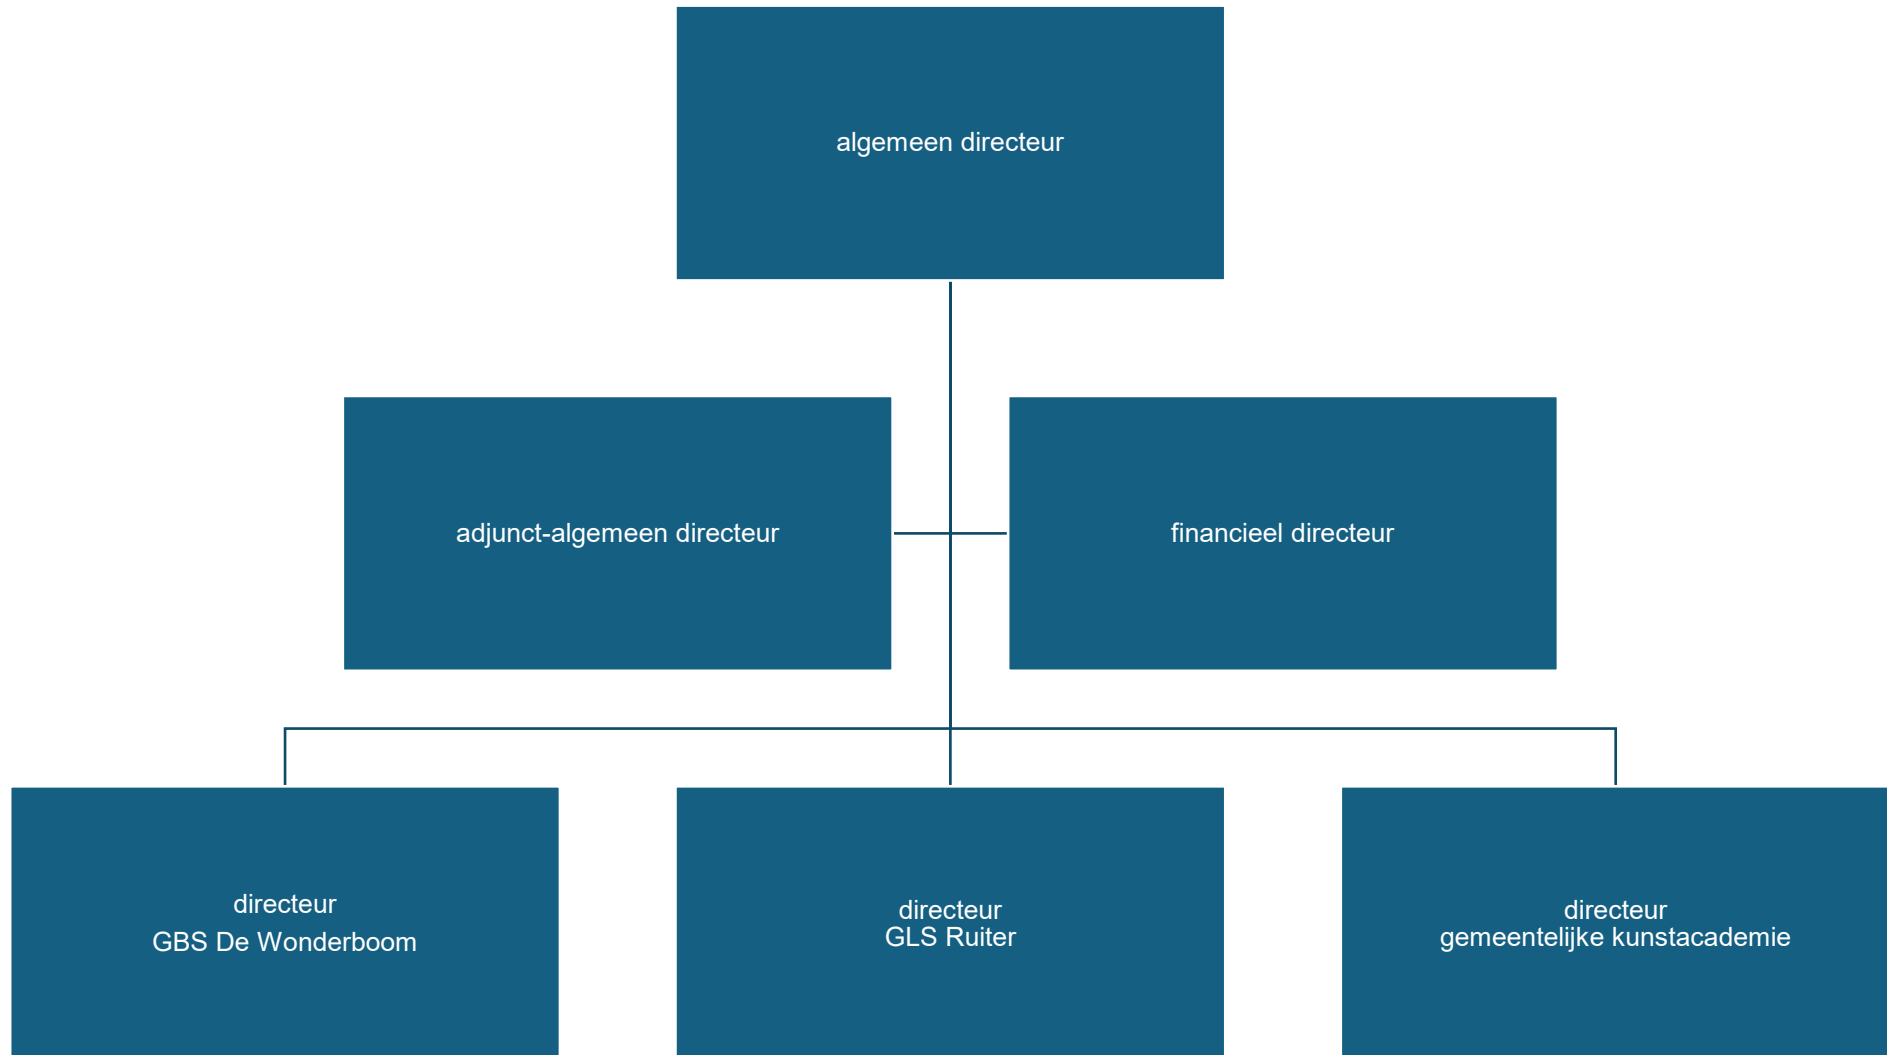 algemeen directeur
adjunct-algemeen directeur
financieel directeur
directeur
GBS De Wonderboom
directeur
GLS Ruiter
directeur
gemeentelijke kunstacademie